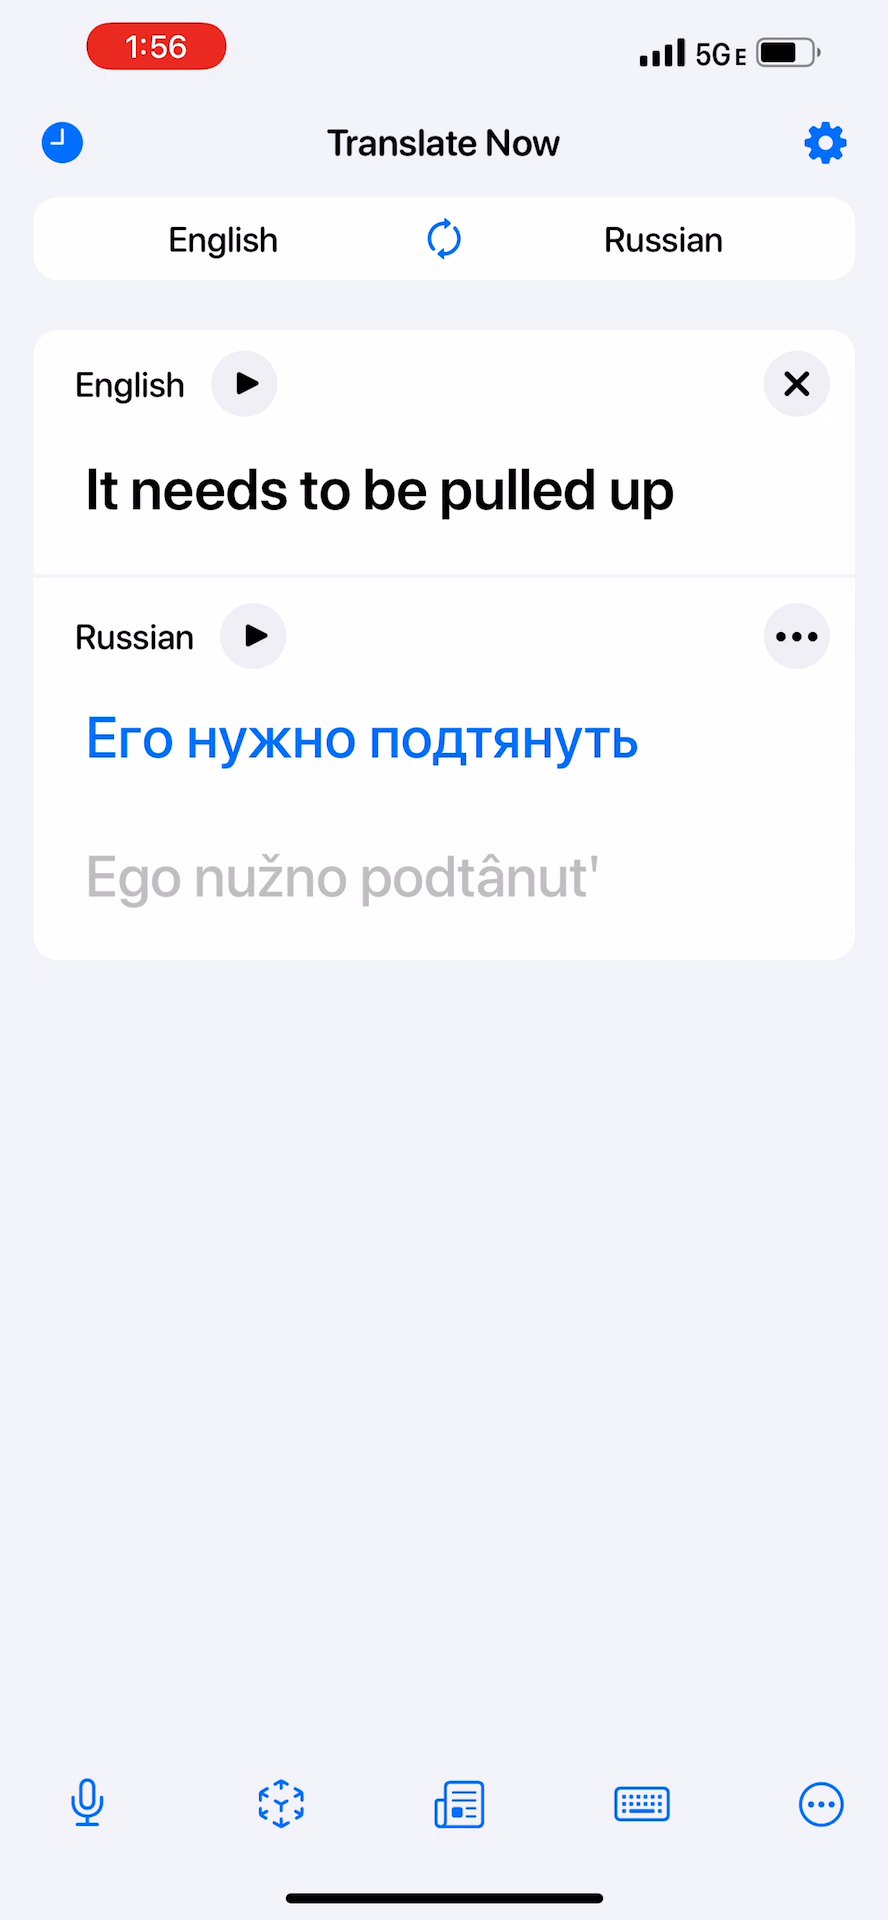 1:56
5GE
Translate Now
English
Russian
English
It needs to be pulled up
Russian
Его нужно подтянуть
Ego nužno podtânut'